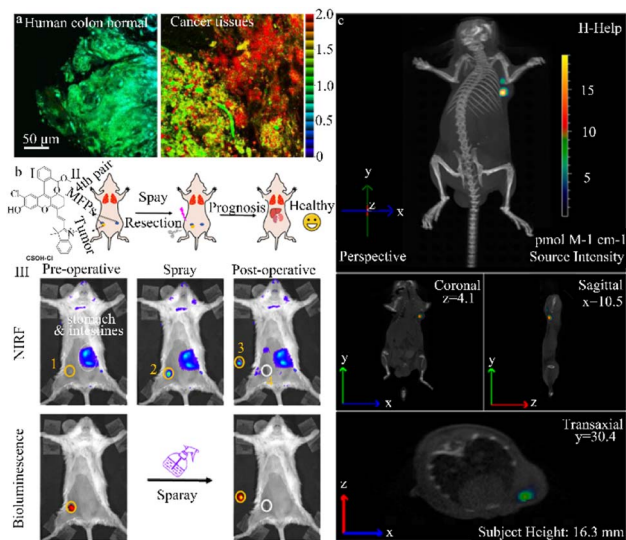 a Human colon normal
Cancer tissues
50 μm
2.0
1.5
1
0.5
0
b
I
II
4th pair
MFPs
Tumor
Cl
HO
O
O
N
CSOH-Cl
Spay
Resection
Prognosis
Healthy
III
Pre-operative
Spray
Post-operative
NIRF
stomach
& intestines
1
2
3
Bioluminescence
Sparay
c
H-Help
15
10
5
y
z
x
Perspective
pmol M-1 cm-1
Source Intensity
Coronal
z=4.1
y
x
Sagittal
x=10.5
y
z
Transaxial
y=30.4
z
x
Subject Height: 16.3 mm